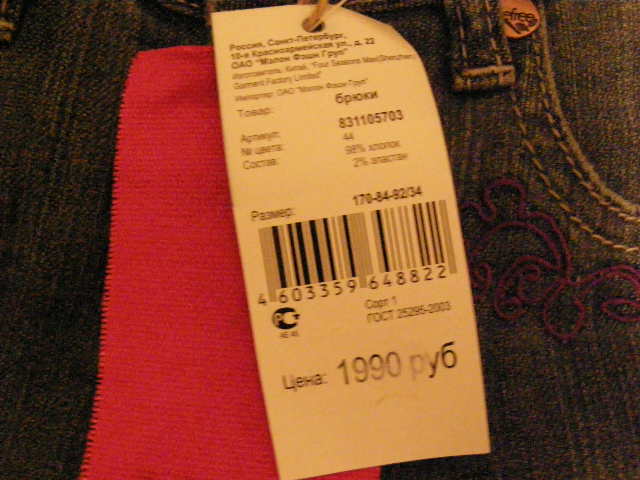 Россия, Санкт-Петербург,
10-я Красноармейская ул., д. 22
ОАО "Мэлон Фэшн Груп"
Изготовитель: Китай, "Four Seasons Maxi(Shenzhen)
Garment Factory Limited"
Импортер: ОАО "Мэлон Фэшн Груп"
Товар: брюки
Артикул: 831105703
№ цвета: 44
Состав: 98% хлопок
2% эластан
Размер: 170-84-92/34
4 603359 648822
Сорт 1
ГОСТ 25295-2003
Цена: 1990 руб
efree